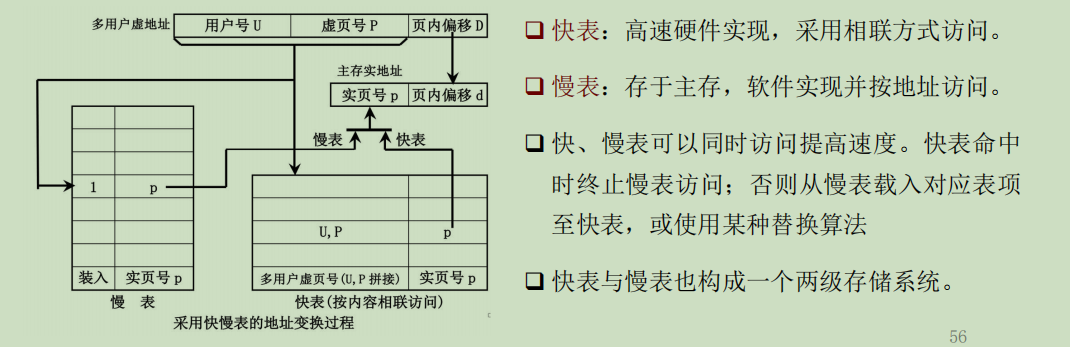 多用户虚地址
用户号 U
虚页号 P
页内偏移 D
主存实地址
实页号 p
页内偏移 d
慢表
快表
1
p
U,P
p
装入
实页号 p
多用户虚页号(U,P 拼接)
实页号 p
慢 表
快表(按内容相联访问)
采用快慢表的地址变换过程
快表：高速硬件实现，采用相联方式访问。
慢表：存于主存，软件实现并按地址访问。
快、慢表可以同时访问提高速度。快表命中
时终止慢表访问；否则从慢表载入对应表项
至快表，或使用某种替换算法
快表与慢表也构成一个两级存储系统。
56